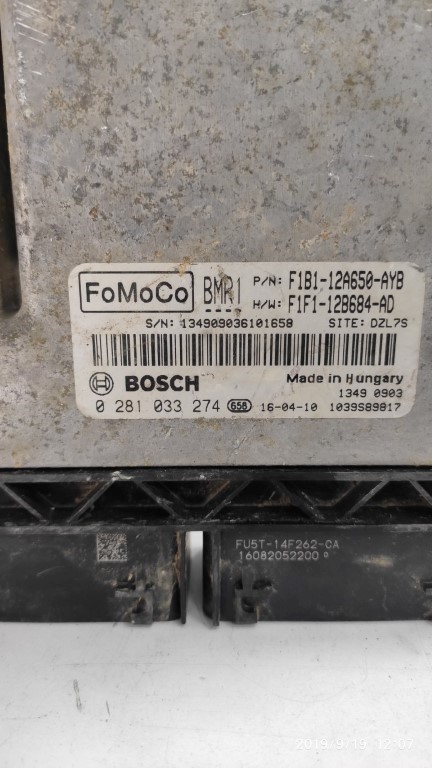 FoMoCo BMR1 P/N: F1B1-12A650-AYB
H/W: F1F1-12B684-AD
S/N: 134909036101658 SITE: DZL7S
BOSCH Made in Hungary
1349 0903
0 281 033 274 658 16-04-10 1039S89817
FU5T-14F262-CA
16082052200
2019/9/19 12:07